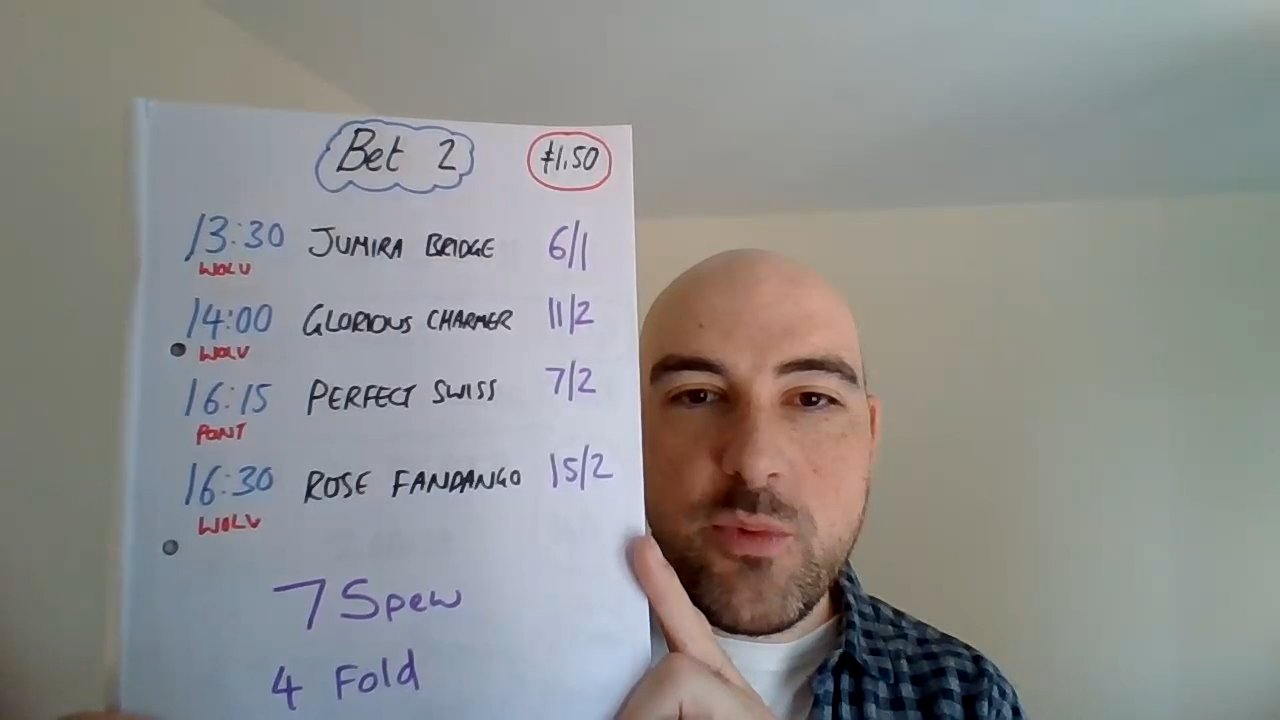 Bet 2 £1.50
13:30 JUMIRA BRIDGE 6/1
WOLV
14:00 GLORIOUS CHARMER 11/2
WOLV
16:15 PERFECT SWISS 7/2
PONT
16:30 ROSE FANDANGO 15/2
WOLV
7 Spew
4 Fold